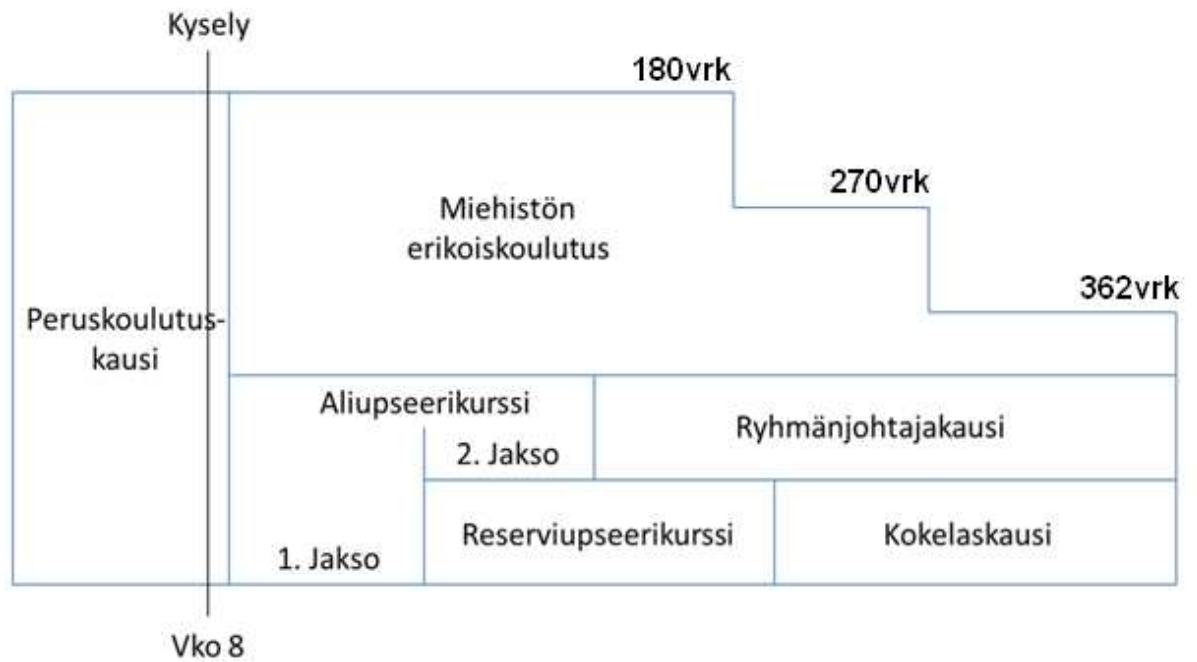 Kysely
180vrk
270vrk
Miehistön
erikoiskoulutus
362vrk
Peruskoulutus-
kausi
Aliupseerikurssi
Ryhmänjohtajakausi
2. Jakso
Reserviupseerikurssi
Kokelaskausi
1. Jakso
Vko 8